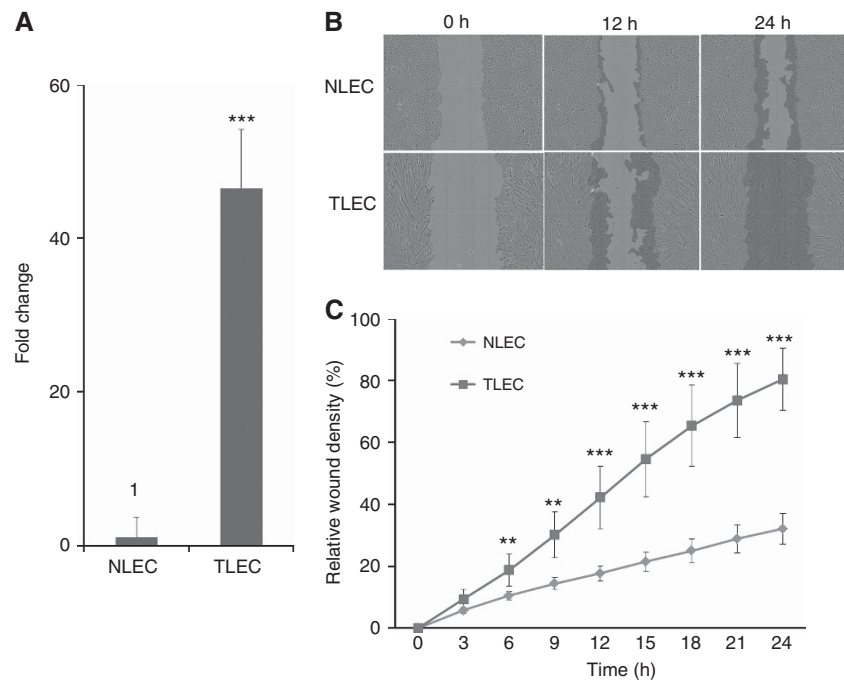 A
60
40
20
0
Fold change
1
***
NLEC
TLEC
B
0 h
12 h
24 h
NLEC
TLEC
C
100
80
60
40
20
0
Relative wound density (%)
NLEC
TLEC
**
**
***
***
***
***
***
0
3
6
9
12
15
18
21
24
Time (h)